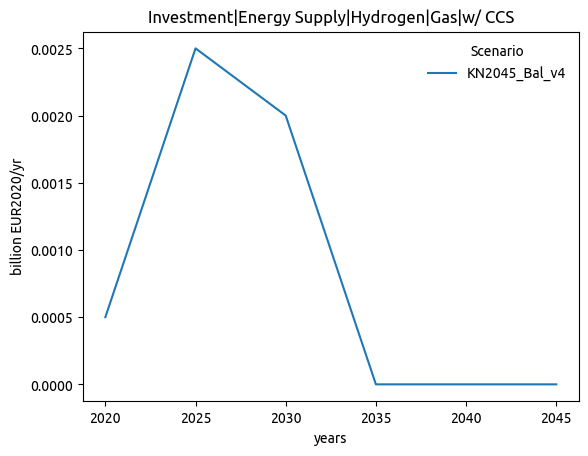 Investment|Energy Supply|Hydrogen|Gas|w/ CCS
Scenario
KN2045_Bal_v4
billion EUR2020/yr
0.0025
0.0020
0.0015
0.0010
0.0005
0.0000
2020 2025 2030 2035 2040 2045
years